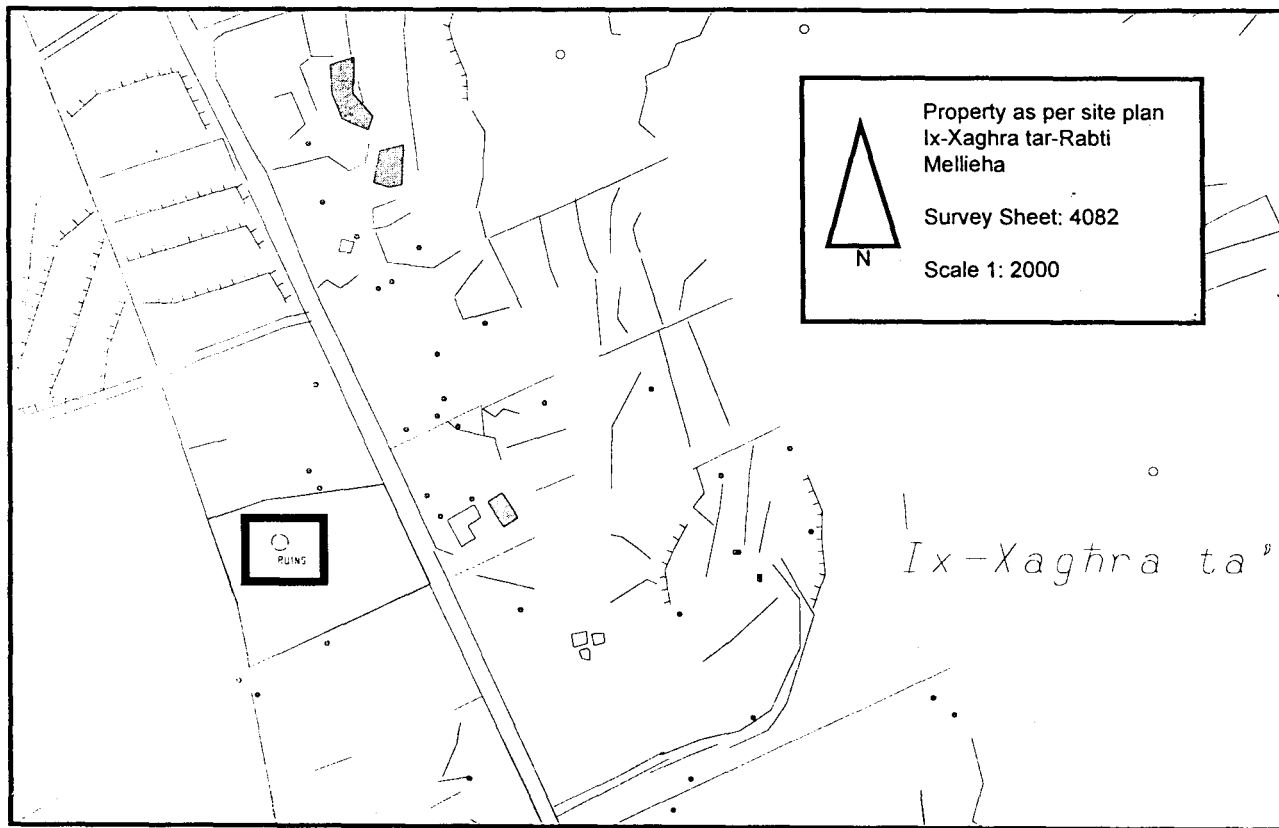 Property as per site plan
Ix-Xaghra tar-Rabti
Mellieha
Survey Sheet: 4082
Scale 1: 2000
N
RUINS
Ix-Xagħra ta'